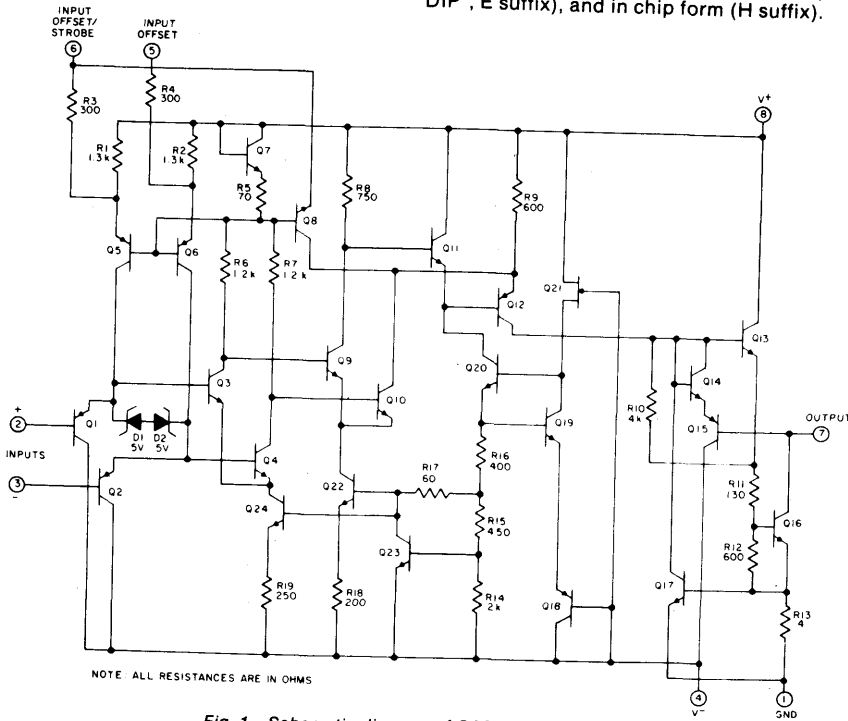 DIP", E suffix), and in chip form (H suffix).
INPUT
OFFSET/
STROBE
6
INPUT
OFFSET
5
R3
300
R4
300
V+
8
R1
1.3k
R2
1.3k
Q7
R5
70
R8
750
R9
600
Q8
Q5
Q6
Q11
R6
1.2k
R7
1.2k
Q12
Q21
Q13
Q3
Q9
Q20
Q14
Q10
R10
4k
Q19
Q15
OUTPUT
7
+
2
Q1
D1
5V
D2
5V
INPUTS
3
-
Q2
Q4
R17
60
R16
400
R11
130
Q22
Q16
Q24
R15
450
R12
600
Q23
R19
250
R18
200
R14
2k
Q18
Q17
R13
4
NOTE: ALL RESISTANCES ARE IN OHMS
4
V-
1
GND
Fig. 1